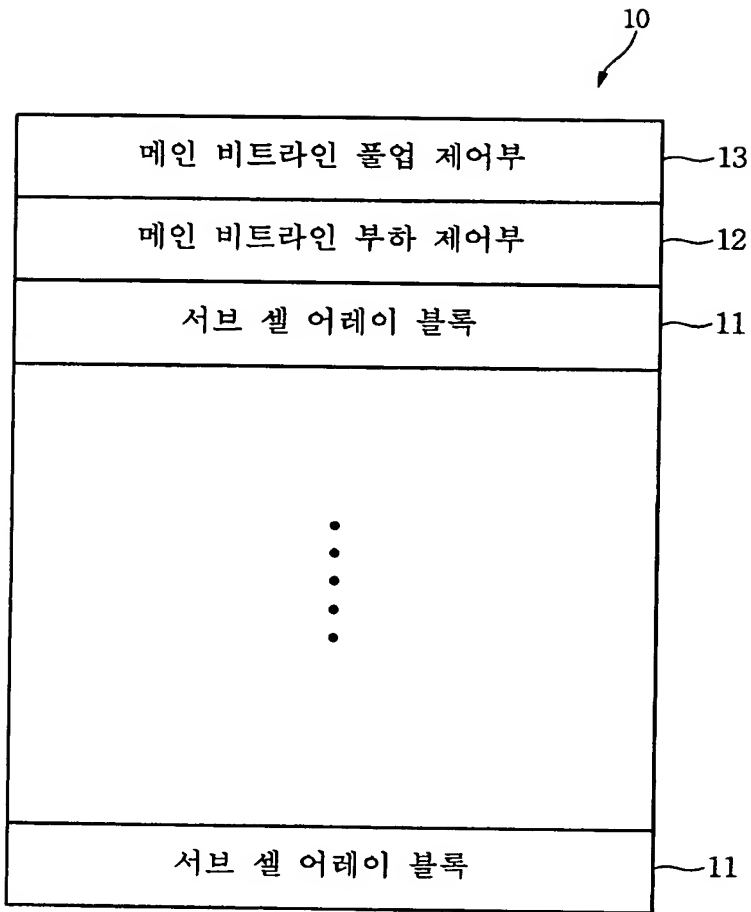 10
메인 비트라인 풀업 제어부 13
메인 비트라인 부하 제어부 12
서브 셀 어레이 블록 11
서브 셀 어레이 블록 11